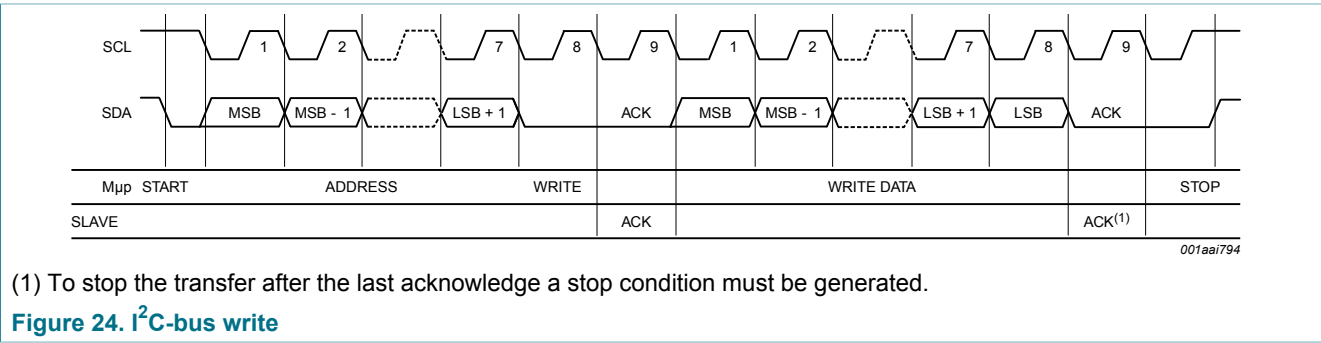 SCL 1 2 7 8 9 1 2 7 8 9
SDA MSB MSB - 1 LSB + 1 ACK MSB MSB - 1 LSB + 1 LSB ACK
Mμp START ADDRESS WRITE WRITE DATA STOP
SLAVE ACK ACK(1)
001aai794
(1) To stop the transfer after the last acknowledge a stop condition must be generated.
Figure 24. I2C-bus write